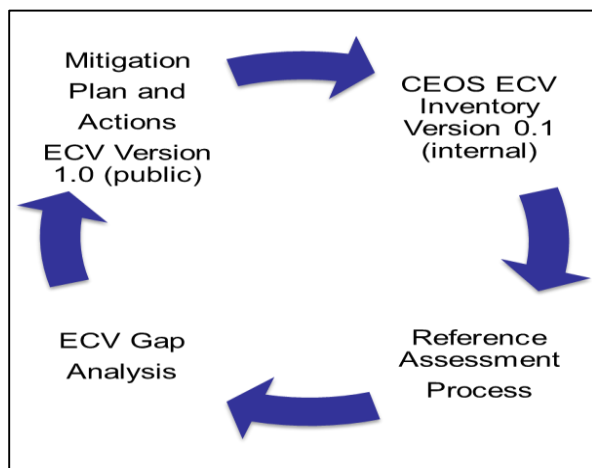 Mitigation
Plan and
Actions
ECV Version
1.0 (public)
CEOS ECV
Inventory
Version 0.1
(internal)
Reference
Assessment
Process
ECV Gap
Analysis